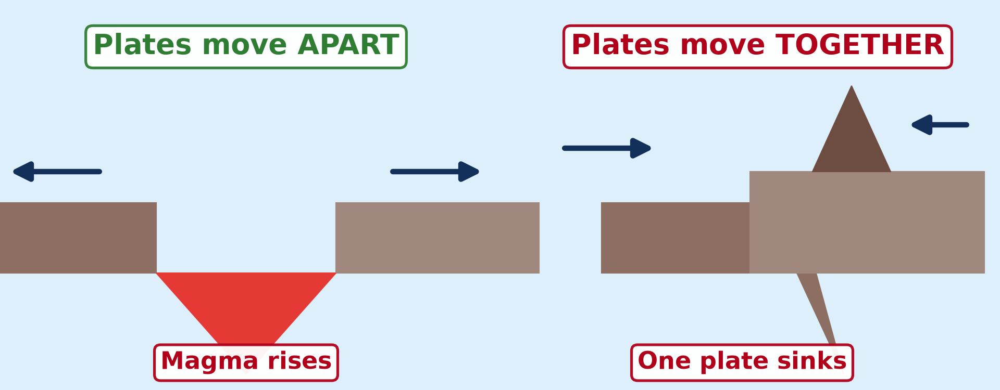 Plates move APART
Plates move TOGETHER
Magma rises
One plate sinks